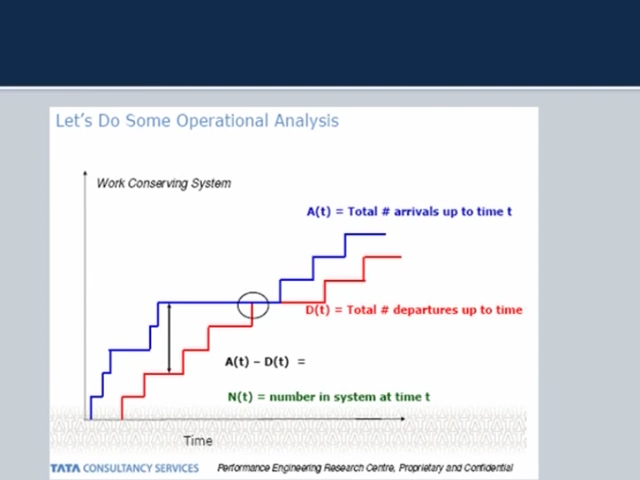 Let's Do Some Operational Analysis
Work Conserving System
A(t) = Total # arrivals up to time t
D(t) = Total # departures up to time
A(t) – D(t) =
N(t) = number in system at time t
Time
TATA CONSULTANCY SERVICES
Performance Engineering Research Centre, Proprietary and Confidential